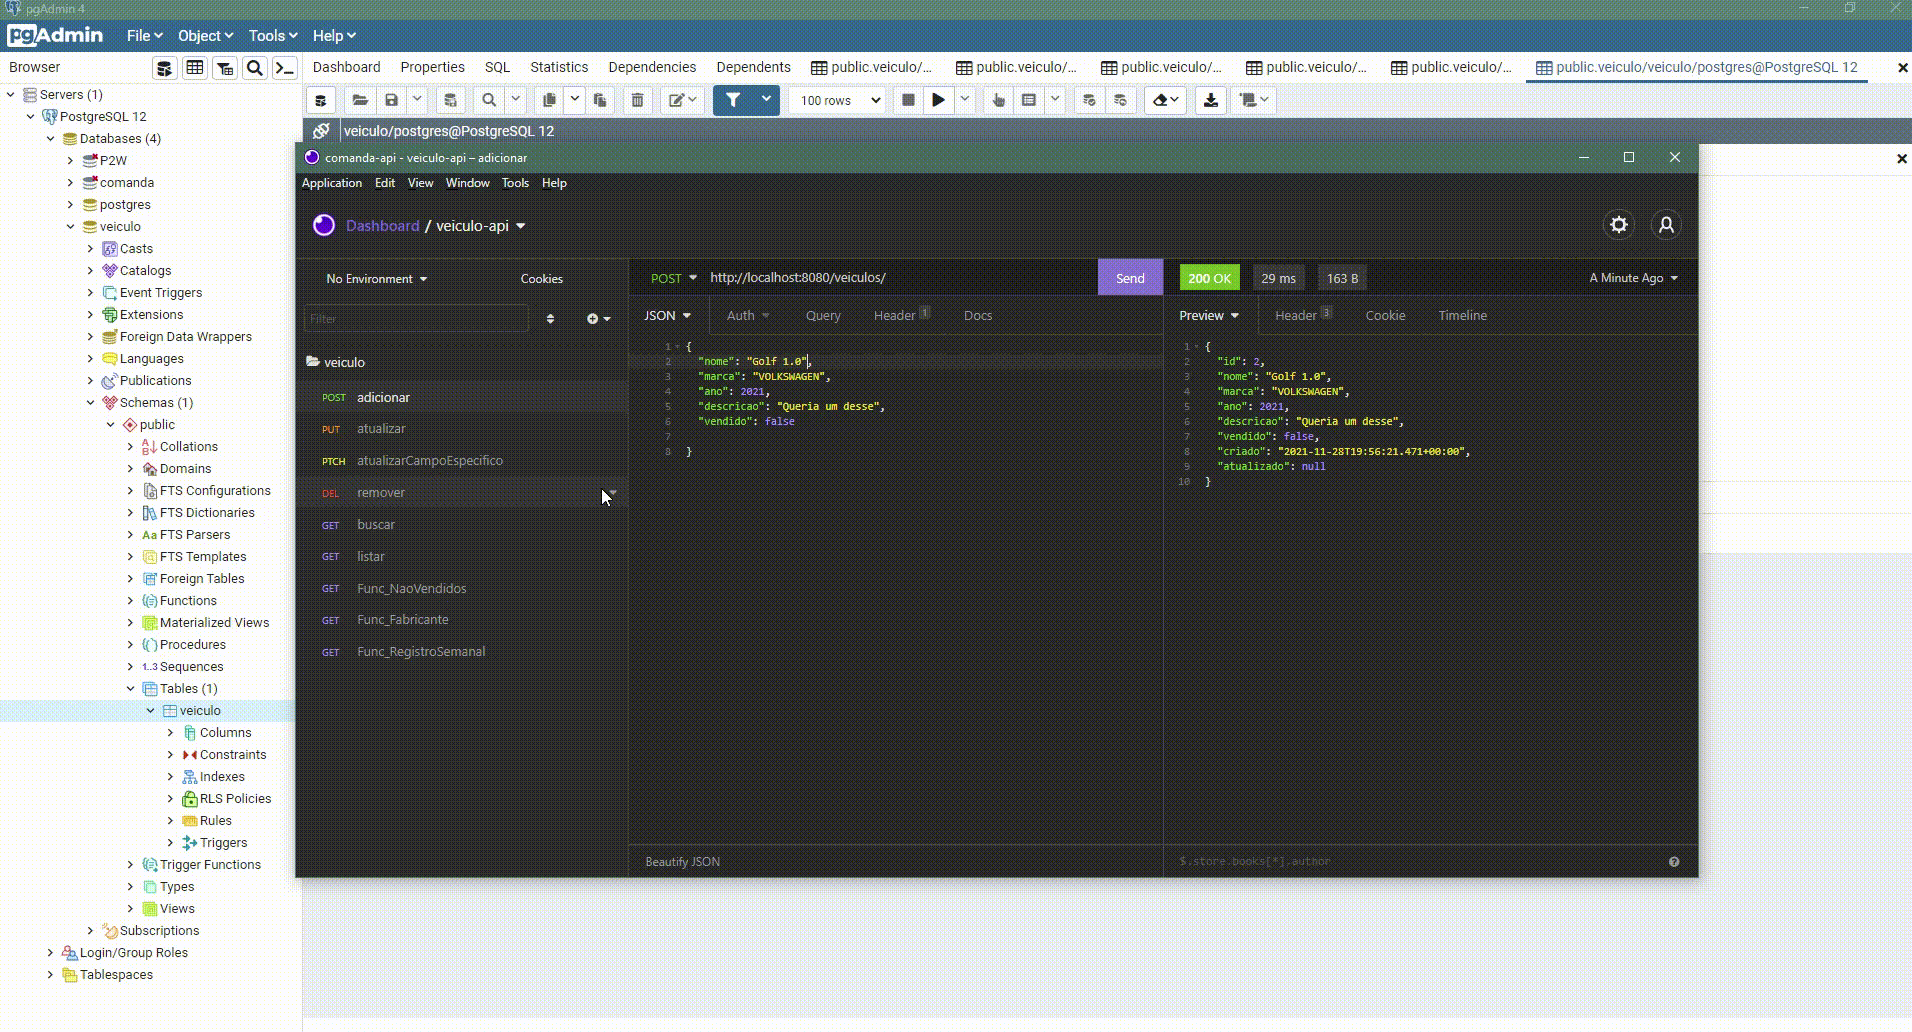 pgAdmin 4
pgAdmin File Object Tools Help
Browser
Dashboard Properties SQL Statistics Dependencies Dependents public.veiculo/... public.veiculo/... public.veiculo/... public.veiculo/... public.veiculo/... public.veiculo/veiculo/postgres@PostgreSQL 12
100 rows
veiculo/postgres@PostgreSQL 12
Servers (1)
PostgreSQL 12
Databases (4)
P2W
comanda
postgres
veiculo
Casts
Catalogs
Event Triggers
Extensions
Foreign Data Wrappers
Languages
Publications
Schemas (1)
public
Collations
Domains
FTS Configurations
FTS Dictionaries
Aa FTS Parsers
FTS Templates
Foreign Tables
Functions
Materialized Views
Procedures
1..3 Sequences
Tables (1)
veiculo
Columns
Constraints
Indexes
RLS Policies
Rules
Triggers
Trigger Functions
Types
Views
Subscriptions
Login/Group Roles
Tablespaces
comanda-api - veiculo-api – adicionar
Application Edit View Window Tools Help
Dashboard / veiculo-api
No Environment Cookies
Filter
veiculo
POST adicionar
PUT atualizar
PTCH atualizarCampoEspecifico
DEL remover
GET buscar
GET listar
GET Func_NaoVendidos
GET Func_Fabricante
GET Func_RegistroSemanal
POST http://localhost:8080/veiculos/ Send
JSON Auth Query Header 1 Docs
1 {
2 "nome": "Golf 1.0",
3 "marca": "VOLKSWAGEN",
4 "ano": 2021,
5 "descricao": "Queria um desse",
6 "vendido": false
7
8 }
Beautify JSON
200 OK 29 ms 163 B A Minute Ago
Preview Header 3 Cookie Timeline
1 {
2 "id": 2,
3 "nome": "Golf 1.0",
4 "marca": "VOLKSWAGEN",
5 "ano": 2021,
6 "descricao": "Queria um desse",
7 "vendido": false,
8 "criado": "2021-11-28T19:56:21.471+00:00",
9 "atualizado": null
10 }
$.store.books[*].author